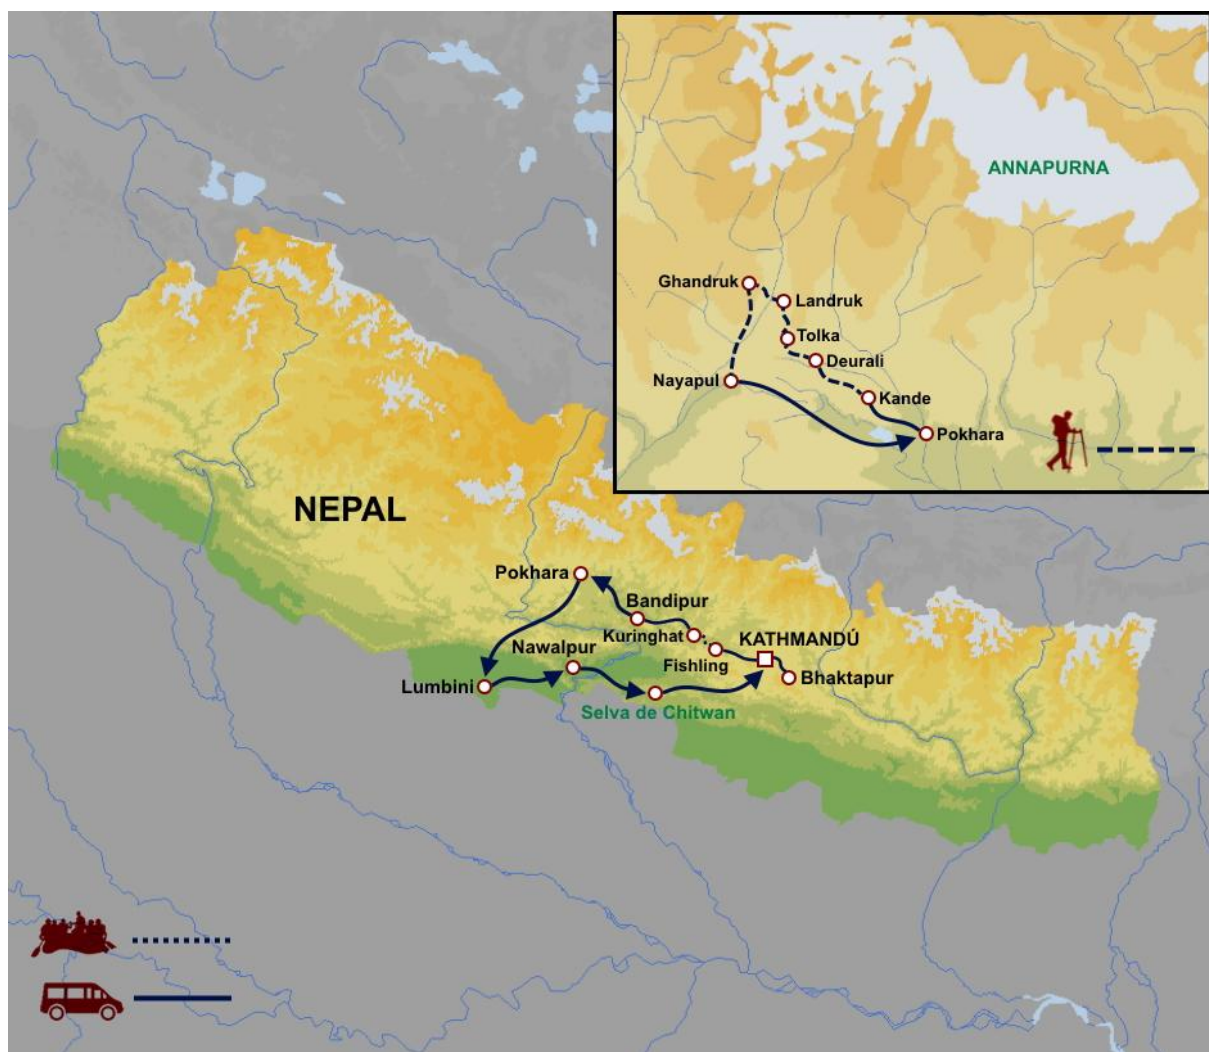 ANNAPURNA
Ghandruk
Landruk
Tolka
Deurali
Nayapul
Kande
Pokhara
NEPAL
Pokhara
Bandipur
Kuringhat
KATHMANDÚ
Nawalpur
Fishling
Bhaktapur
Lumbini
Selva de Chitwan